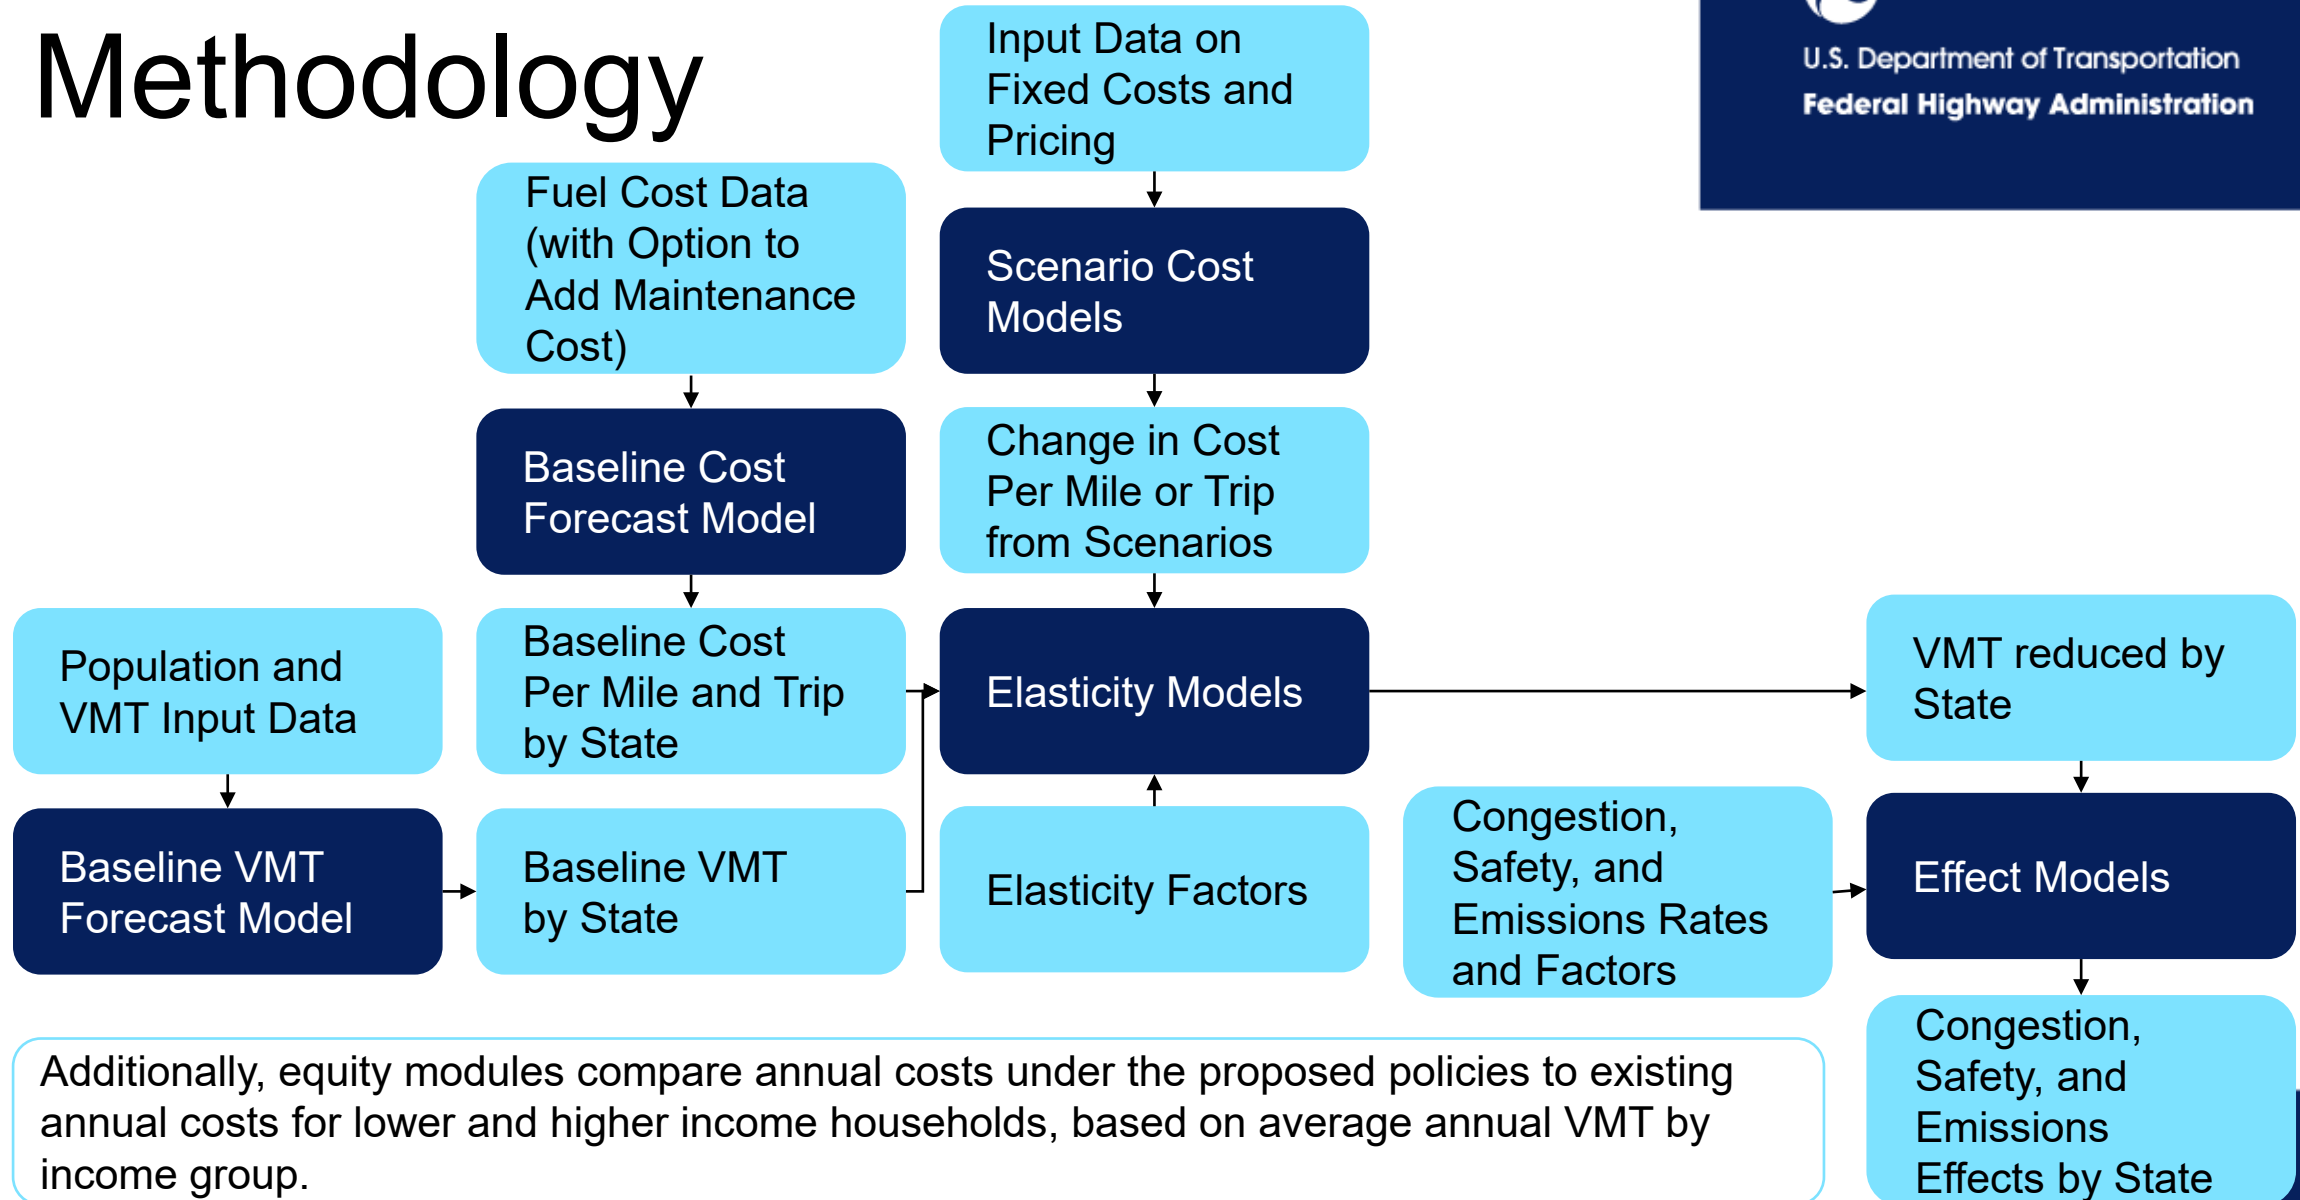 Methodology
Input Data on
Fixed Costs and
Pricing
U.S. Department of Transportation
Federal Highway Administration
Fuel Cost Data
(with Option to
Add Maintenance
Cost)
Scenario Cost
Models
Baseline Cost
Forecast Model
Change in Cost
Per Mile or Trip
from Scenarios
Population and
VMT Input Data
Baseline Cost
Per Mile and Trip
by State
Elasticity Models
VMT reduced by
State
Baseline VMT
Forecast Model
Baseline VMT
by State
Elasticity Factors
Congestion,
Safety, and
Emissions Rates
and Factors
Effect Models
Congestion,
Safety, and
Emissions
Effects by State
Additionally, equity modules compare annual costs under the proposed policies to existing
annual costs for lower and higher income households, based on average annual VMT by
income group.